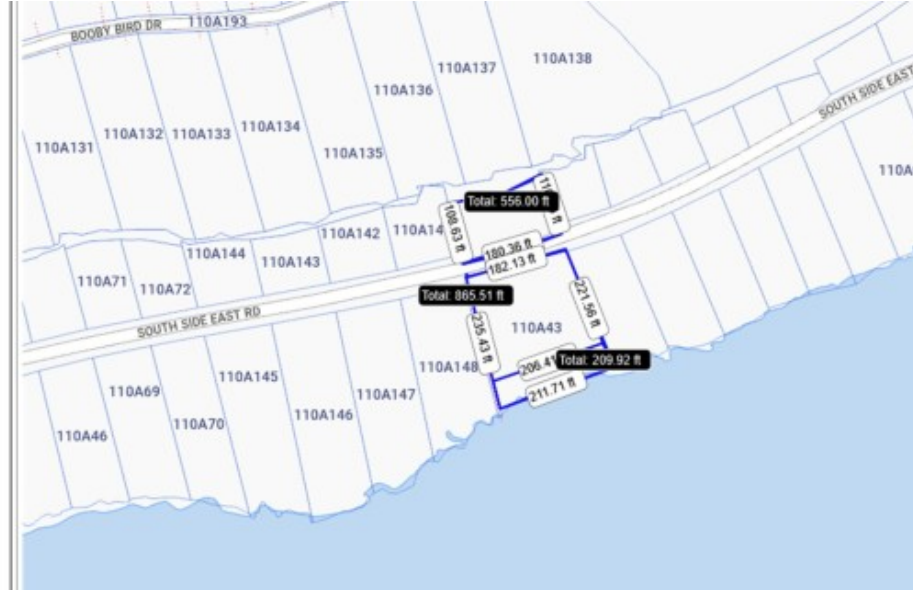 BOOBY BIRD DR
110A193
110A138
110A137
110A136
110A134
110A132
110A133
110A131
110A135
SOUTH SIDE EAST
Total: 556.00 ft
108.63 ft
110A142
110A144
110A143
180.36 ft
182.13 ft
110A71
110A72
Total: 865.51 ft
221.56 ft
SOUTH SIDE EAST RD
235.43 ft
110A43
Total: 209.92 ft
110A148
211.71 ft
110A145
110A69
110A147
110A146
110A70
110A46